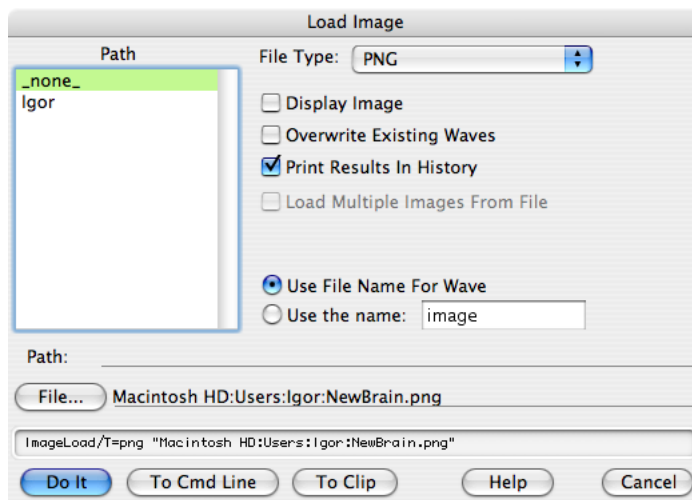 Load Image
Path
File Type: PNG
_none_
Igor
Display Image
Overwrite Existing Waves
Print Results In History
Load Multiple Images From File
Use File Name For Wave
Use the name: image
Path:
File... Macintosh HD:Users:Igor:NewBrain.png
ImageLoad/T=png "Macintosh HD:Users:Igor:NewBrain.png"
Do It To Cmd Line To Clip Help Cancel